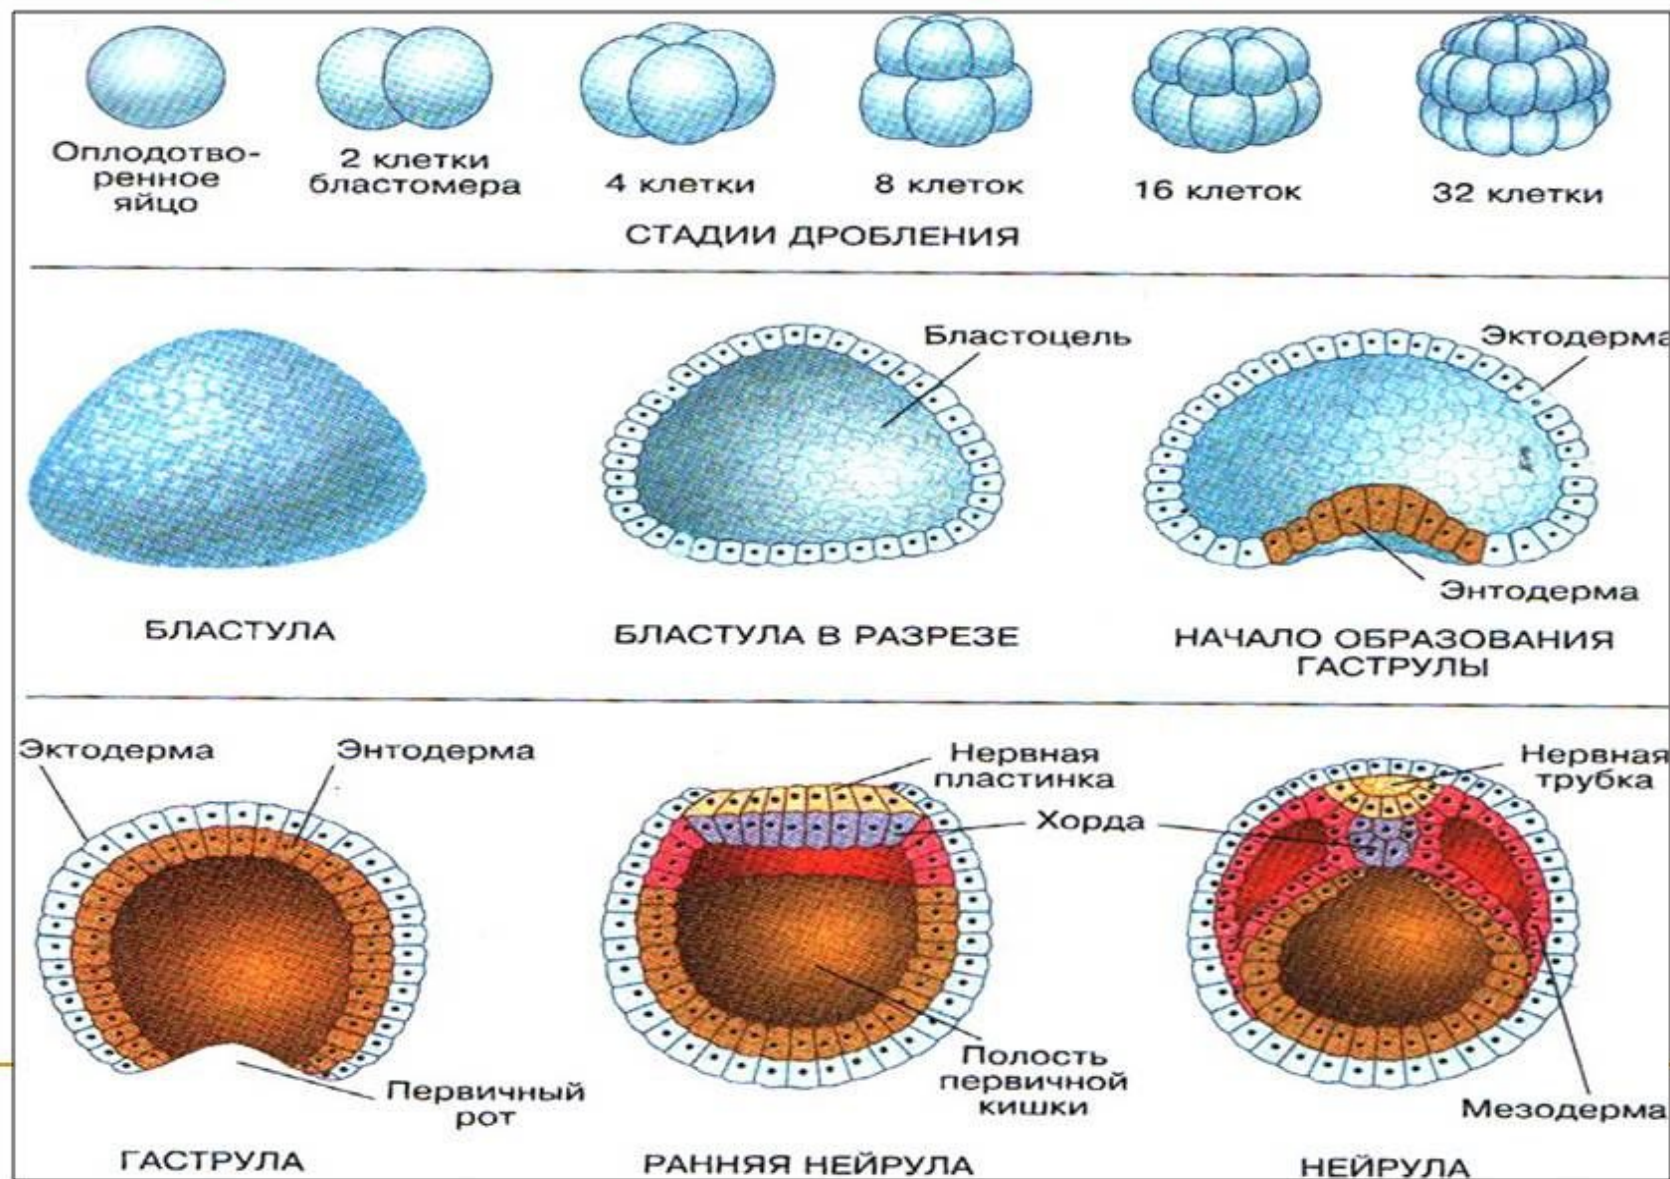 Оплодотво-
ренное
яйцо
2 клетки
бластомера
4 клетки
8 клеток
16 клеток
32 клетки
СТАДИИ ДРОБЛЕНИЯ
Бластоцель
Эктодерма
Энтодерма
БЛАСТУЛА
БЛАСТУЛА В РАЗРЕЗЕ
НАЧАЛО ОБРАЗОВАНИЯ
ГАСТРУЛЫ
Эктодерма
Энтодерма
Нервная
пластинка
Хорда
Нервная
трубка
Первичный
рот
Полость
первичной
кишки
Мезодерма
ГАСТРУЛА
РАННЯЯ НЕЙРУЛА
НЕЙРУЛА